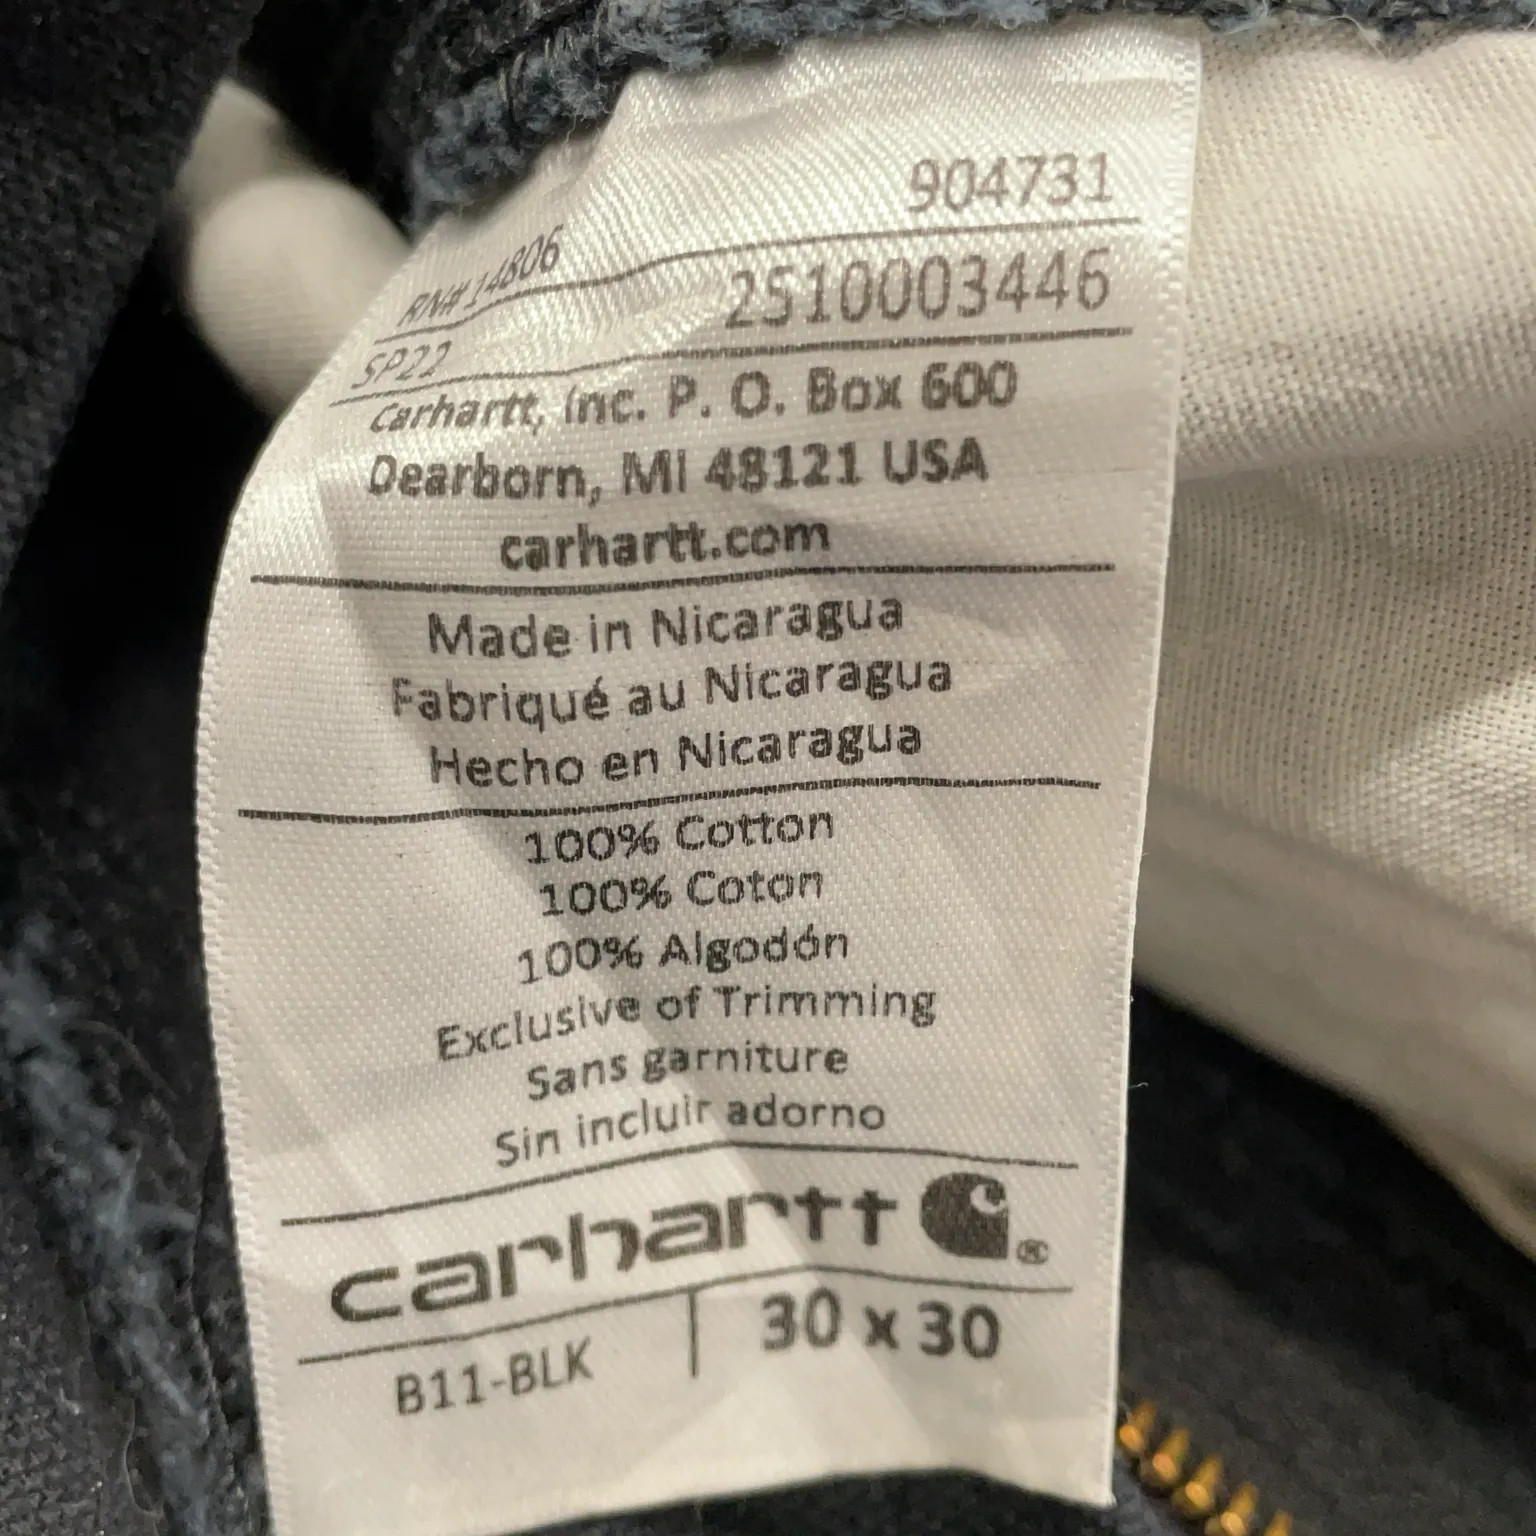 904731
RN# 14806
2510003446
SP22
Carhartt, Inc. P. O. Box 600
Dearborn, MI 48121 USA
carhartt.com
Made in Nicaragua
Fabriqué au Nicaragua
Hecho en Nicaragua
100% Cotton
100% Coton
100% Algodón
Exclusive of Trimming
Sans garniture
Sin incluir adorno
carhartt ®
B11-BLK | 30 x 30